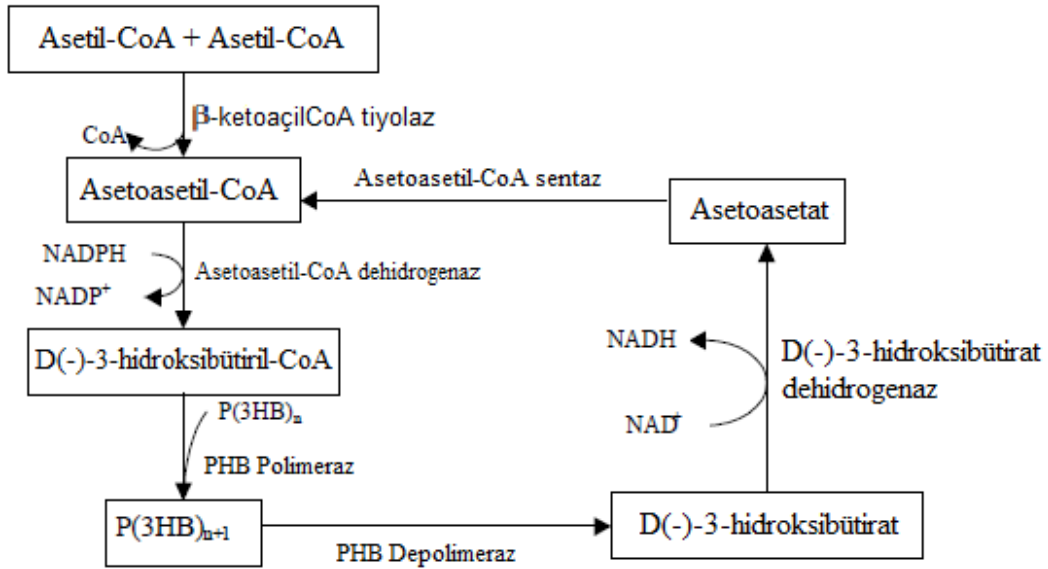 Asetil-CoA + Asetil-CoA
β-ketoaçilCoA tiyolaz
CoA
Asetoasetil-CoA
Asetoasetil-CoA sentaz
Asetoasetat
NADPH
Asetoasetil-CoA dehidrogenaz
NADP⁺
D(-)-3-hidroksibütiril-CoA
NADH
D(-)-3-hidroksibütirat
dehidrogenaz
NAD⁺
P(3HB)ₙ
PHB Polimeraz
P(3HB)ₙ₊₁
PHB Depolimeraz
D(-)-3-hidroksibütirat